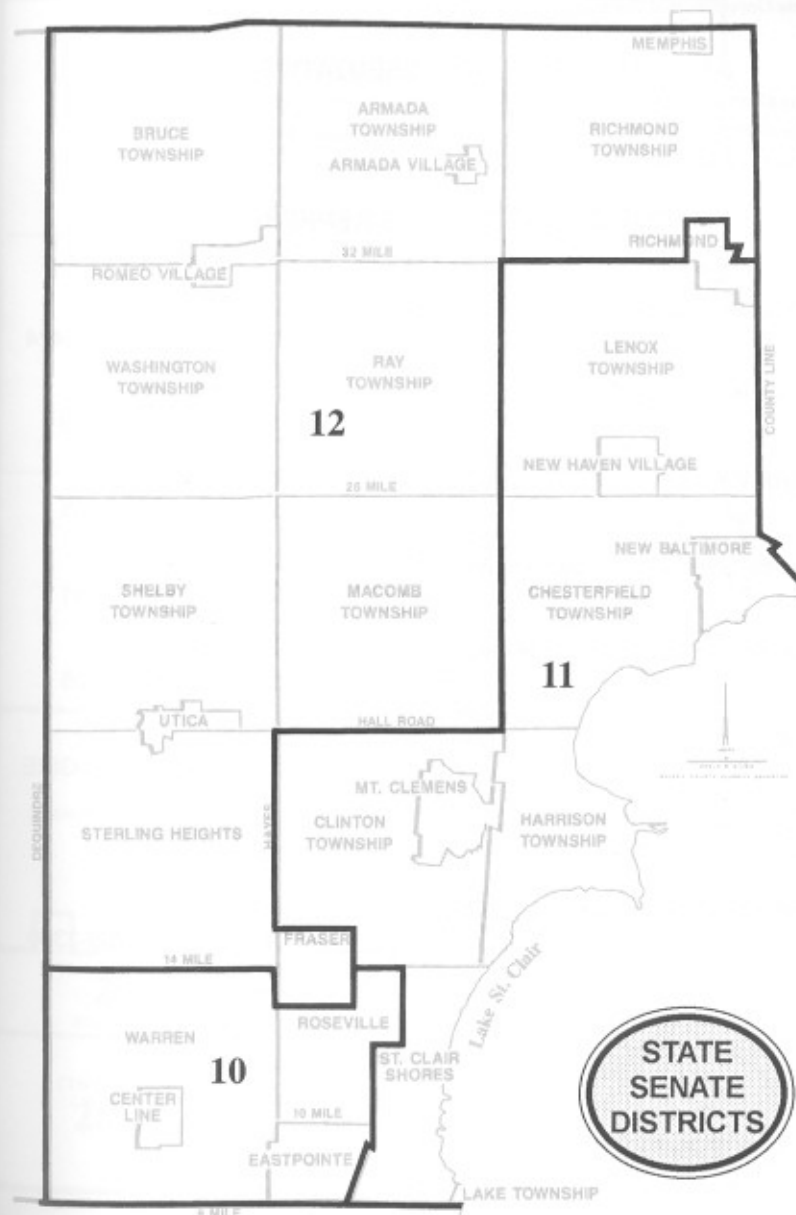 MEMPHIS
BRUCE
TOWNSHIP
ARMADA
TOWNSHIP
ARMADA VILLAGE
RICHMOND
TOWNSHIP
RICHMOND
32 MILE
ROMEO VILLAGE
WASHINGTON
TOWNSHIP
RAY
TOWNSHIP
LENOX
TOWNSHIP
COUNTY LINE
12
NEW HAVEN VILLAGE
26 MILE
NEW BALTIMORE
SHELBY
TOWNSHIP
MACOMB
TOWNSHIP
CHESTERFIELD
TOWNSHIP
11
UTICA
HALL ROAD
MT. CLEMENS
DEQUINDRE
STERLING HEIGHTS
HAYES
CLINTON
TOWNSHIP
HARRISON
TOWNSHIP
FRASER
14 MILE
Lake St. Clair
ROSEVILLE
WARREN
10
ST. CLAIR
SHORES
CENTER
LINE
10 MILE
EASTPOINTE
LAKE TOWNSHIP
8 MILE
STATE
SENATE
DISTRICTS